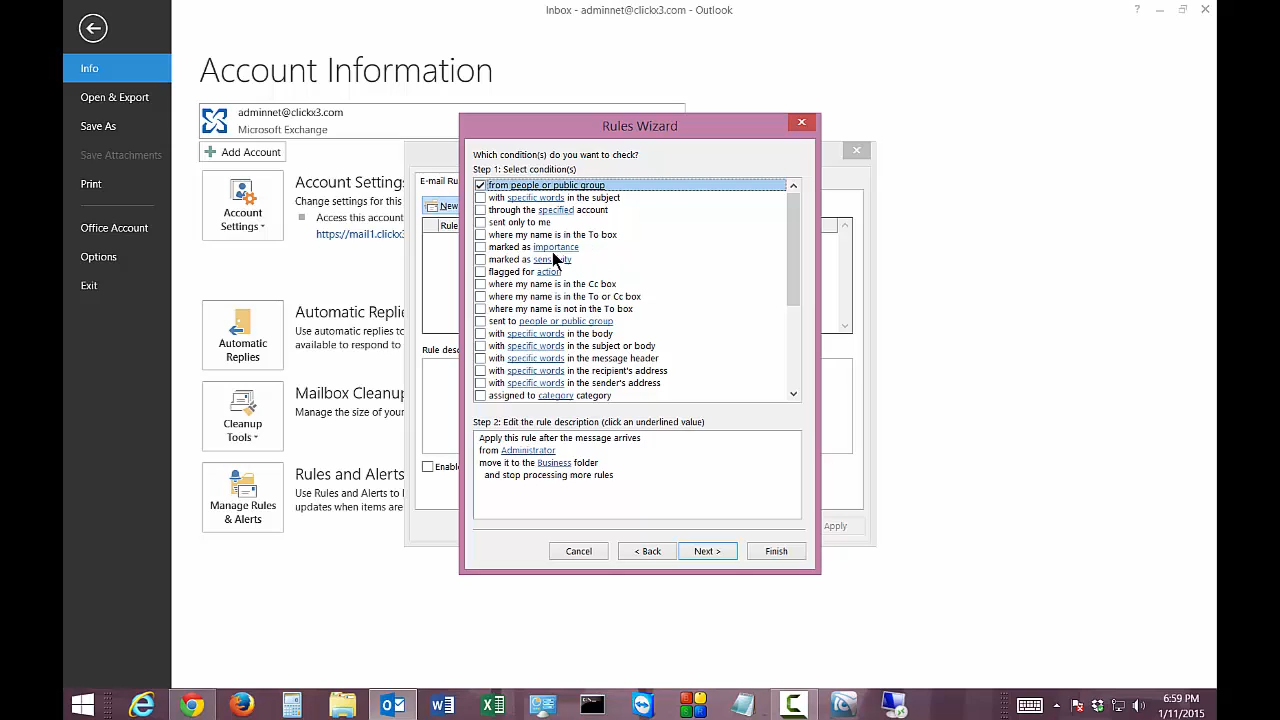 Inbox - adminnet@clickx3.com - Outlook
?
Info
Open & Export
Save As
Save Attachments
Print
Office Account
Options
Exit
Account Information
adminnet@clickx3.com
Microsoft Exchange
Add Account
Account
Settings
Account Settings
Change settings for this
Access this account
https://mail1.clickx3
Automatic
Replies
Automatic Replie
Use automatic replies to
available to respond to
Cleanup
Tools
Mailbox Cleanup
Manage the size of your
Manage Rules
& Alerts
Rules and Alerts
Use Rules and Alerts to
updates when items are
E-mail Ru
New
Rule
Rule des
Enable
Apply
Rules Wizard
Which condition(s) do you want to check?
Step 1: Select condition(s)
from people or public group
with specific words in the subject
through the specified account
sent only to me
where my name is in the To box
marked as importance
marked as sensitivity
flagged for action
where my name is in the Cc box
where my name is in the To or Cc box
where my name is not in the To box
sent to people or public group
with specific words in the body
with specific words in the subject or body
with specific words in the message header
with specific words in the recipient's address
with specific words in the sender's address
assigned to category category
Step 2: Edit the rule description (click an underlined value)
Apply this rule after the message arrives
from Administrator
move it to the Business folder
and stop processing more rules
Cancel
< Back
Next >
Finish
6:59 PM
1/11/2015